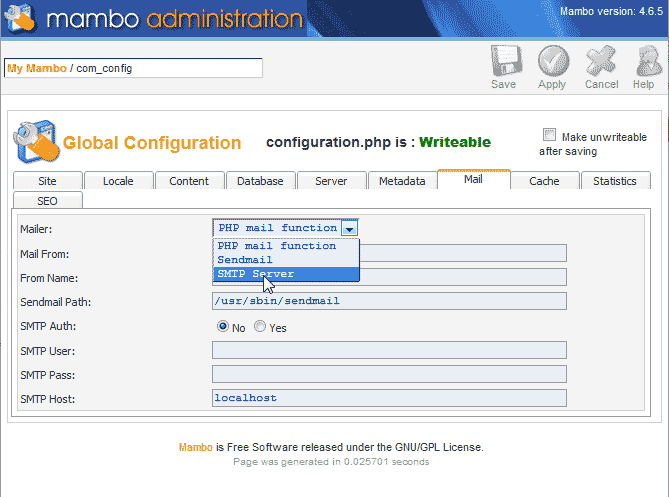 mambo administration
Mambo version: 4.6.5
My Mambo / com_config
Save Apply Cancel Help
Global Configuration
configuration.php is : Writeable
Make unwriteable
after saving
Site Locale Content Database Server Metadata Mail Cache Statistics
SEO
Mailer: PHP mail function
PHP mail function
Mail From:
Sendmail
SMTP Server
From Name:
Sendmail Path: /usr/sbin/sendmail
SMTP Auth: No Yes
SMTP User:
SMTP Pass:
SMTP Host: localhost
Mambo is Free Software released under the GNU/GPL License.
Page was generated in 0.025701 seconds